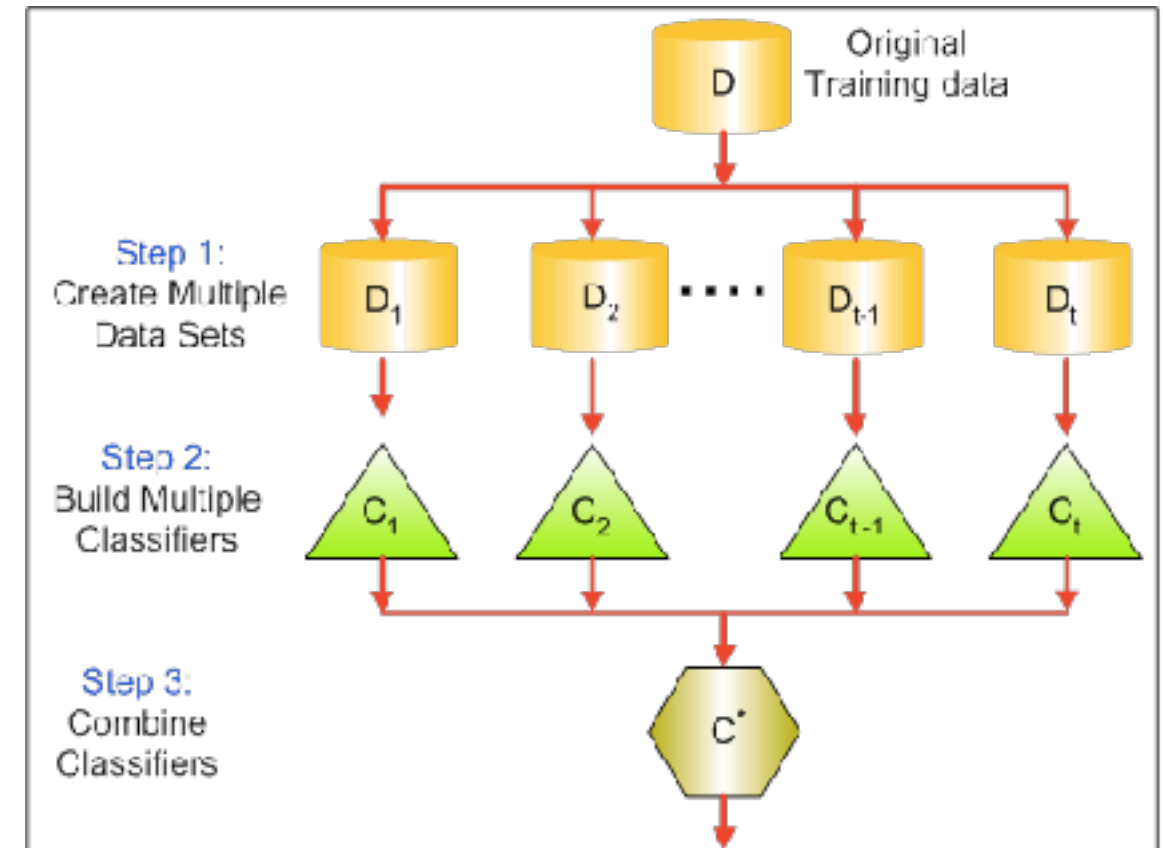 D
Original
Training data
Step 1:
Create Multiple
Data Sets
D₁
D₂
....
Dₜ₋₁
Dₜ
Step 2:
Build Multiple
Classifiers
C₁
C₂
Cₜ₋₁
Cₜ
Step 3:
Combine
Classifiers
C*